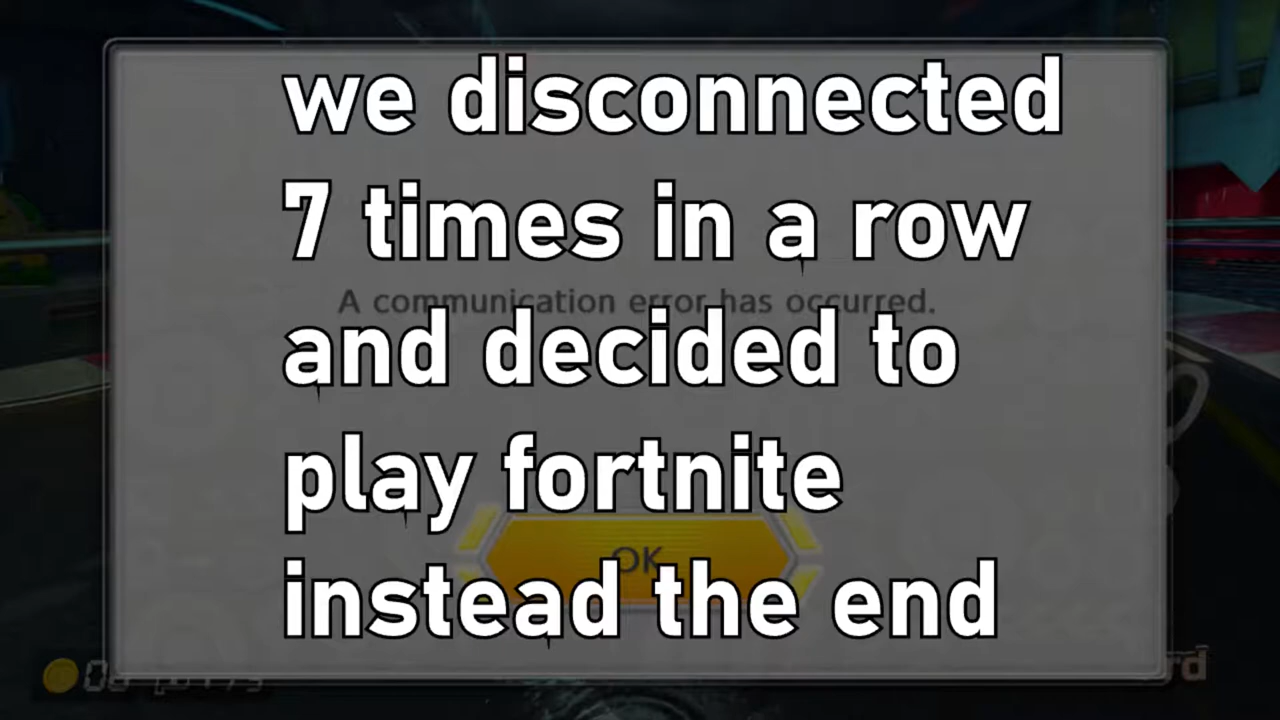 we disconnected
7 times in a row
A communication error has occurred.
and decided to
play fortnite
OK
instead the end